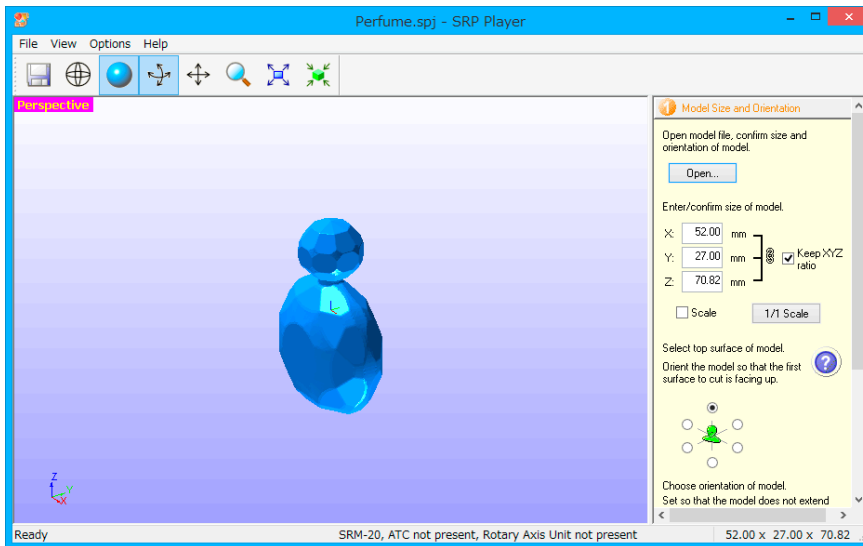 Perfume.spj - SRP Player
File View Options Help
Perspective
1 Model Size and Orientation
Open model file, confirm size and
orientation of model.
Open...
Enter/confirm size of model.
X: 52.00 mm
Y: 27.00 mm
Keep XYZ
ratio
Z: 70.82 mm
Scale 1/1 Scale
Select top surface of model.
Orient the model so that the first
surface to cut is facing up.
?
Choose orientation of model.
Set so that the model does not extend
Z
Y
X
Ready SRM-20, ATC not present, Rotary Axis Unit not present 52.00 x 27.00 x 70.82